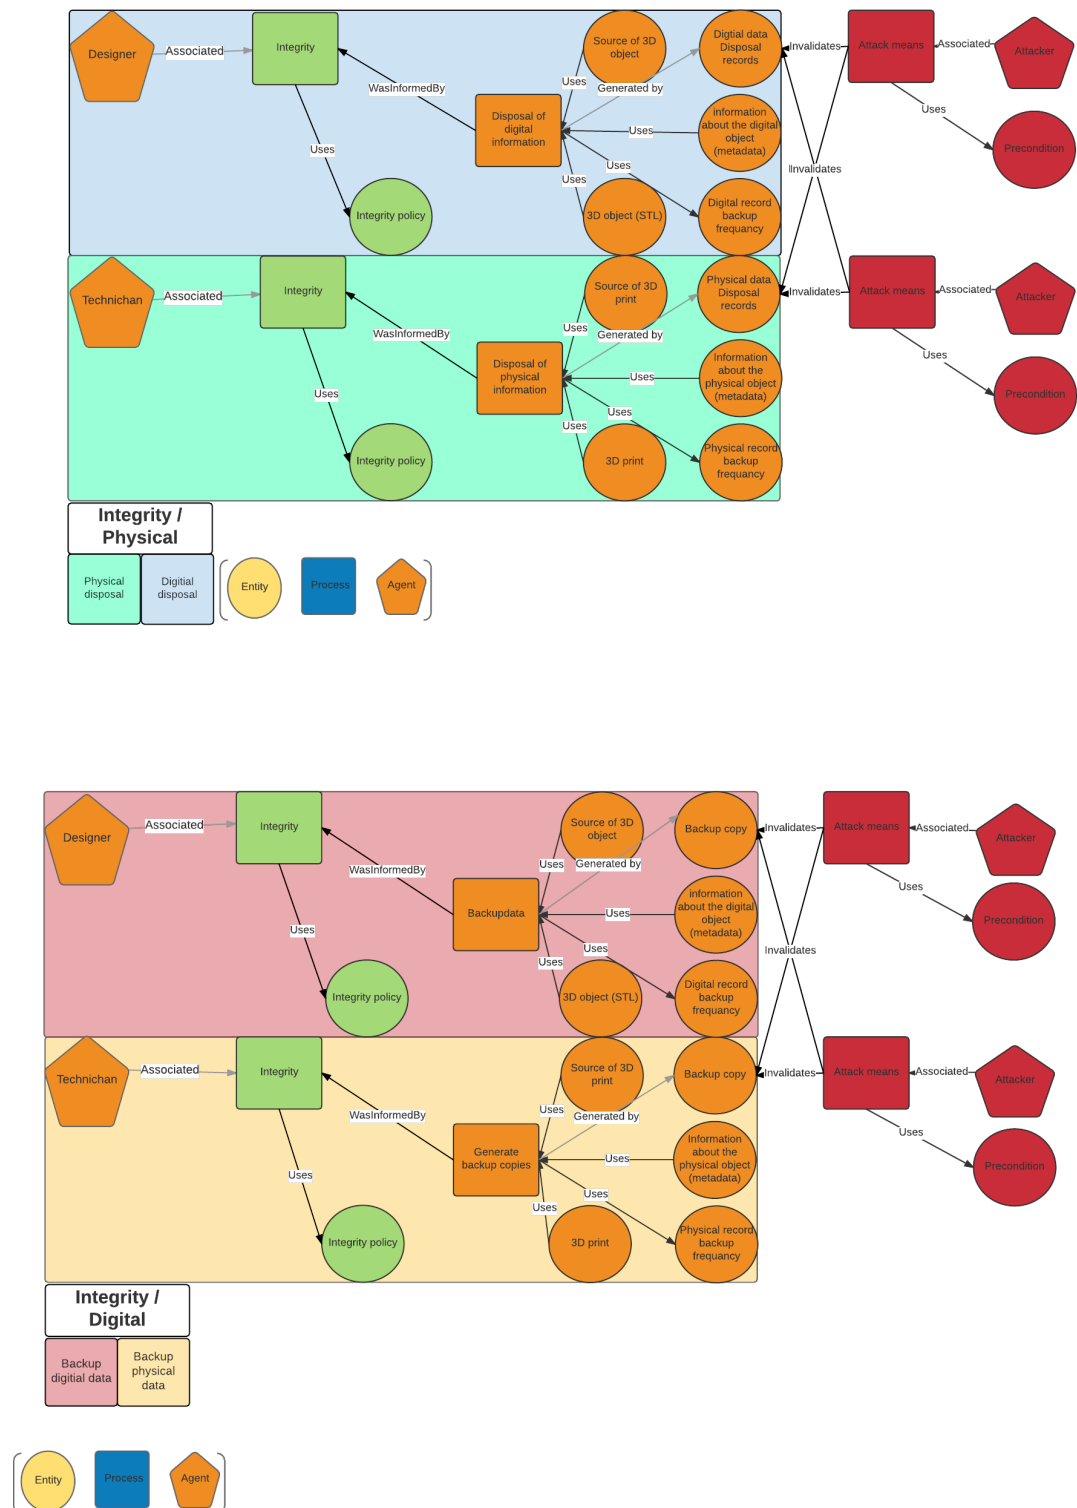 Designer
Associated
Integrity
WasInformedBy
Uses
Integrity policy
Disposal of
digital
information
Source of 3D
object
Uses
Generated by
Digtial data
Disposal
records
Uses
information
about the digital
object
(metadata)
Uses
Uses
3D object (STL)
Digital record
backup
frequancy
Invalidates
Attack means
Associated
Attacker
Uses
Precondition
Invalidates
Technichan
Associated
Integrity
WasInformedBy
Uses
Integrity policy
Disposal of
physical
information
Source of 3D
print
Uses
Generated by
Physical data
Disposal
records
Uses
Information
about the
physical object
(metadata)
Uses
Uses
3D print
Physical record
backup
frequancy
Invalidates
Attack means
Associated
Attacker
Uses
Precondition
Integrity /
Physical
Physical
disposal
Digitial
disposal
Entity
Process
Agent
Designer
Associated
Integrity
WasInformedBy
Uses
Integrity policy
Backupdata
Source of 3D
object
Uses
Generated by
Backup copy
Uses
information
about the digital
object
(metadata)
Uses
Uses
3D object (STL)
Digital record
backup
frequancy
Invalidates
Attack means
Associated
Attacker
Uses
Precondition
Invalidates
Technichan
Associated
Integrity
WasInformedBy
Uses
Integrity policy
Generate
backup copies
Source of 3D
print
Uses
Generated by
Backup copy
Uses
Information
about the
physical object
(metadata)
Uses
Uses
3D print
Physical record
backup
frequancy
Invalidates
Attack means
Associated
Attacker
Uses
Precondition
Integrity /
Digital
Backup
digitial data
Backup
physical
data
Entity
Process
Agent